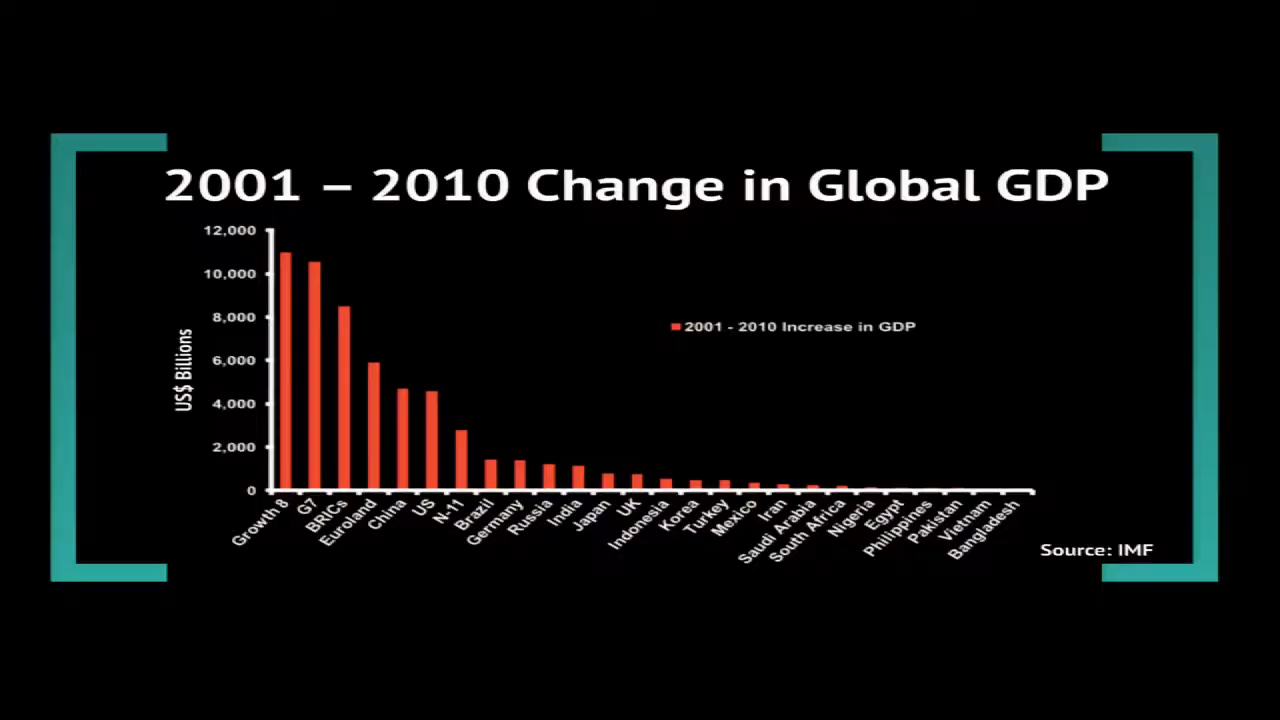 2001 – 2010 Change in Global GDP
12,000
10,000
8,000
6,000
4,000
2,000
0
US$ Billions
2001 - 2010 Increase in GDP
Growth 8
G7
BRICs
Euroland
China
US
N-11
Brazil
Germany
Russia
India
Japan
UK
Indonesia
Korea
Turkey
Mexico
Iran
Saudi Arabia
South Africa
Nigeria
Egypt
Philippines
Pakistan
Vietnam
Bangladesh
Source: IMF